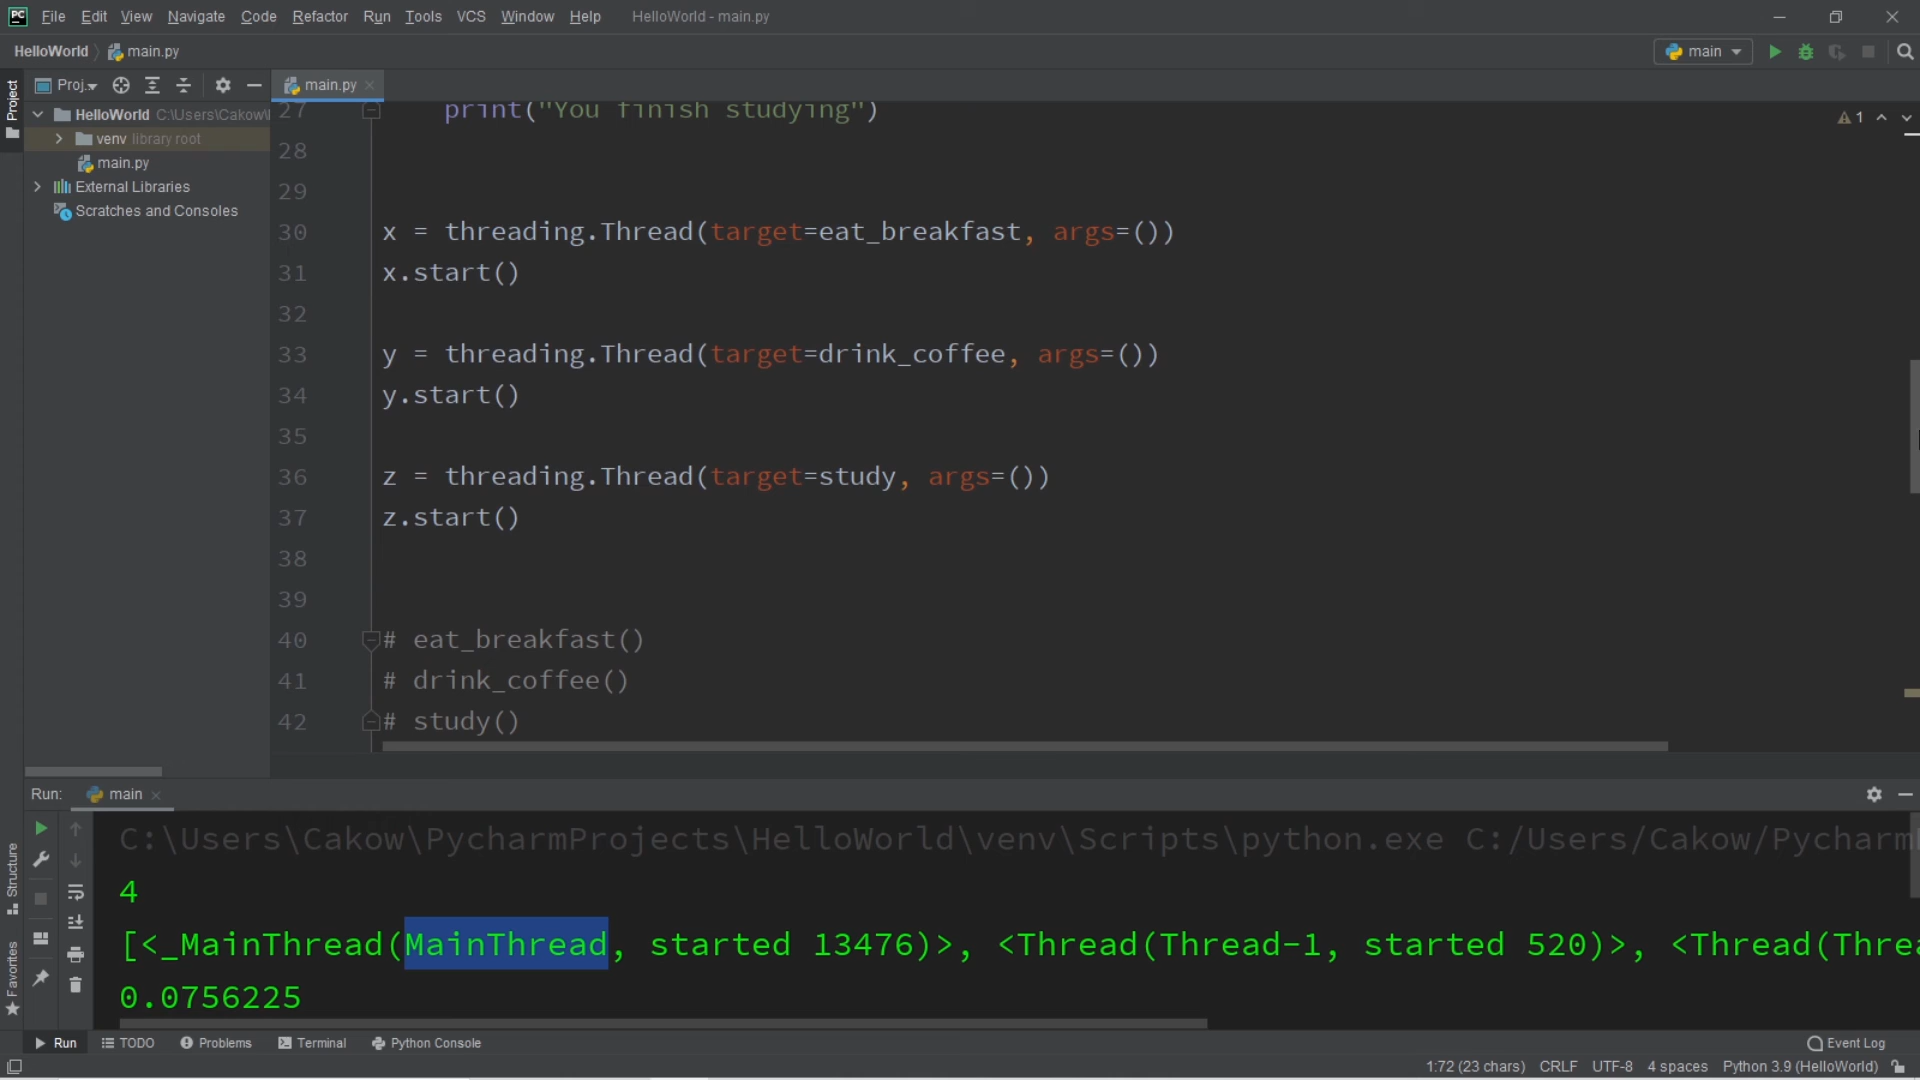 PC File Edit View Navigate Code Refactor Run Tools VCS Window Help HelloWorld - main.py
HelloWorld main.py main
Project
Proj... main.py
HelloWorld C:\Users\Cakow\
venv library root
main.py
External Libraries
Scratches and Consoles
27 print("You finish studying")
1
28
29
30 x = threading.Thread(target=eat_breakfast, args=())
31 x.start()
32
33 y = threading.Thread(target=drink_coffee, args=())
34 y.start()
35
36 z = threading.Thread(target=study, args=())
37 z.start()
38
39
40 # eat_breakfast()
41 # drink_coffee()
42 # study()
Run: main
C:\Users\Cakow\PycharmProjects\HelloWorld\venv\Scripts\python.exe C:/Users/Cakow/Pycharm
4
[<_MainThread(MainThread, started 13476)>, <Thread(Thread-1, started 520)>, <Thread(Threa
0.0756225
Structure
Favorites
Run TODO Problems Terminal Python Console Event Log
1:72 (23 chars) CRLF UTF-8 4 spaces Python 3.9 (HelloWorld)